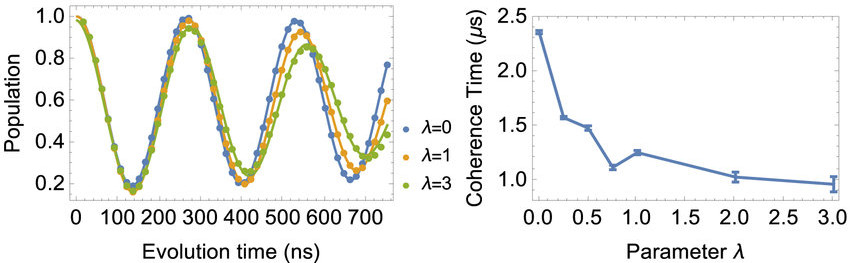 Population
1.0
0.8
0.6
0.4
0.2
0 100 200 300 400 500 600 700
Evolution time (ns)
λ=0
λ=1
λ=3
Coherence Time (μs)
2.5
2.0
1.5
1.0
0.0 0.5 1.0 1.5 2.0 2.5 3.0
Parameter λ